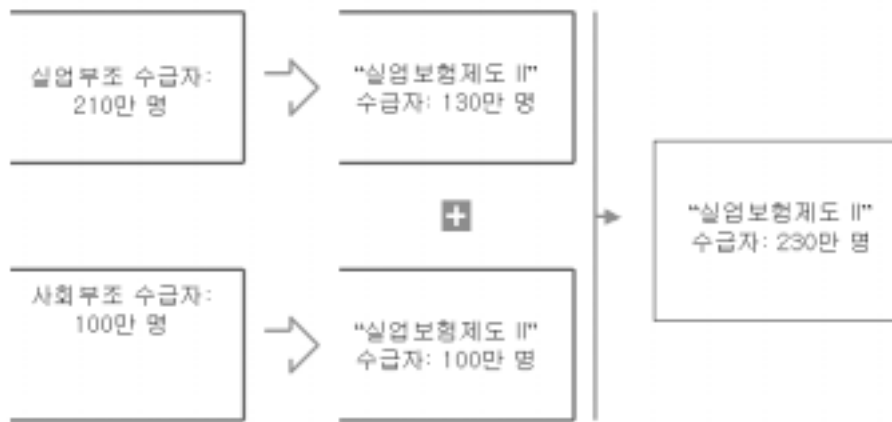 실업부조 수급자:
210만 명
“실업보험제도 II”
수급자: 130만 명
“실업보험제도 II”
수급자: 230만 명
사회부조 수급자:
100만 명
“실업보험제도 II”
수급자: 100만 명